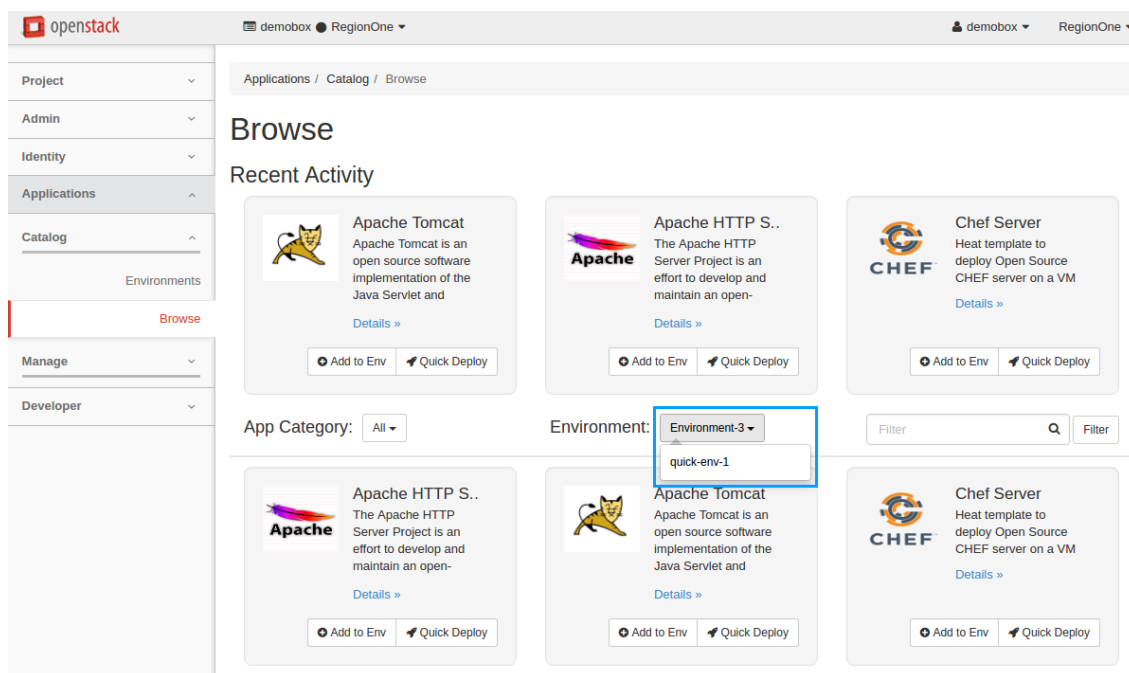 openstack
demobox RegionOne
demobox
RegionOne
Project
Admin
Identity
Applications
Catalog
Environments
Browse
Manage
Developer
Applications / Catalog / Browse
Browse
Recent Activity
Apache Tomcat
Apache Tomcat is an
open source software
implementation of the
Java Servlet and
Details »
Add to Env
Quick Deploy
Apache
Apache HTTP S..
The Apache HTTP
Server Project is an
effort to develop and
maintain an open-
Details »
Add to Env
Quick Deploy
CHEF
Chef Server
Heat template to
deploy Open Source
CHEF server on a VM
Details »
Add to Env
Quick Deploy
App Category:
All
Environment:
Environment-3
quick-env-1
Filter
Filter
Apache
Apache HTTP S..
The Apache HTTP
Server Project is an
effort to develop and
maintain an open-
Details »
Add to Env
Quick Deploy
Apache Tomcat
Apache Tomcat is an
open source software
implementation of the
Java Servlet and
Details »
Add to Env
Quick Deploy
CHEF
Chef Server
Heat template to
deploy Open Source
CHEF server on a VM
Details »
Add to Env
Quick Deploy